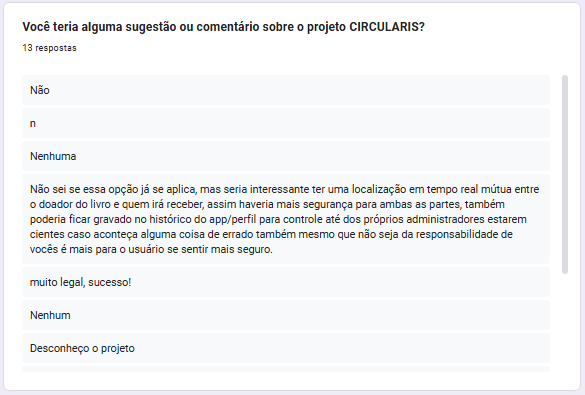 Você teria alguma sugestão ou comentário sobre o projeto CIRCULARIS?
13 respostas
Não
n
Nenhuma
Não sei se essa opção já se aplica, mas seria interessante ter uma localização em tempo real mútua entre
o doador do livro e quem irá receber, assim haveria mais segurança para ambas as partes, também
poderia ficar gravado no histórico do app/perfil para controle até dos próprios administradores estarem
cientes caso aconteça alguma coisa de errado também mesmo que não seja da responsabilidade de
vocês é mais para o usuário se sentir mais seguro.
muito legal, sucesso!
Nenhum
Desconheço o projeto